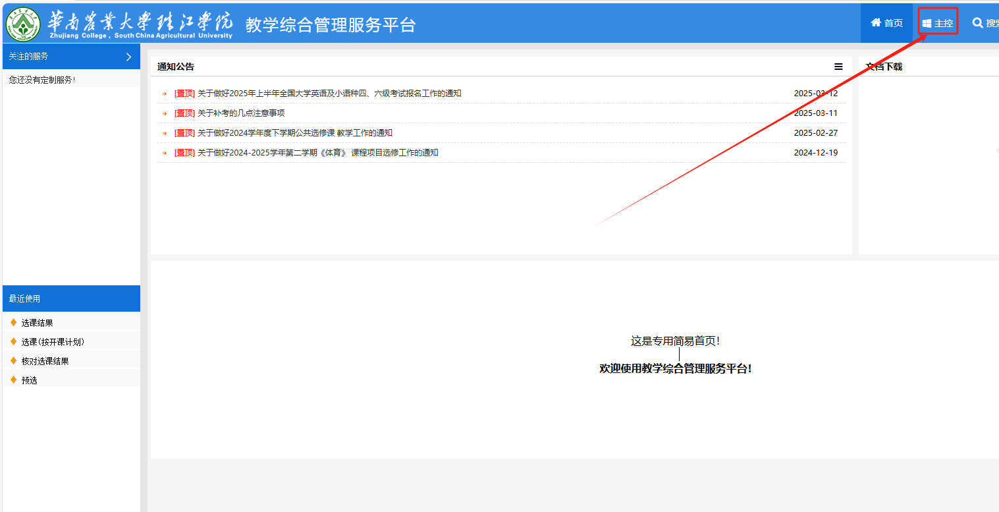 華南農業大學珠江學院
Zhujiang College , South China Agricultural University
教学综合管理服务平台
首页
主控
搜索
关注的服务
您还没有定制服务!
通知公告
文档下载
[置顶] 关于做好2025年上半年全国大学英语及小语种四、六级考试报名工作的通知 2025-03-12
[置顶] 关于补考的几点注意事项 2025-03-11
[置顶] 关于做好2024学年度下学期公共选修课 教学工作的通知 2025-02-27
[置顶] 关于做好2024-2025学年第二学期《体育》 课程项目选修工作的通知 2024-12-19
最近使用
选课结果
选课(按开课计划)
核对选课结果
预选
这是专用简易首页!
欢迎使用教学综合管理服务平台!